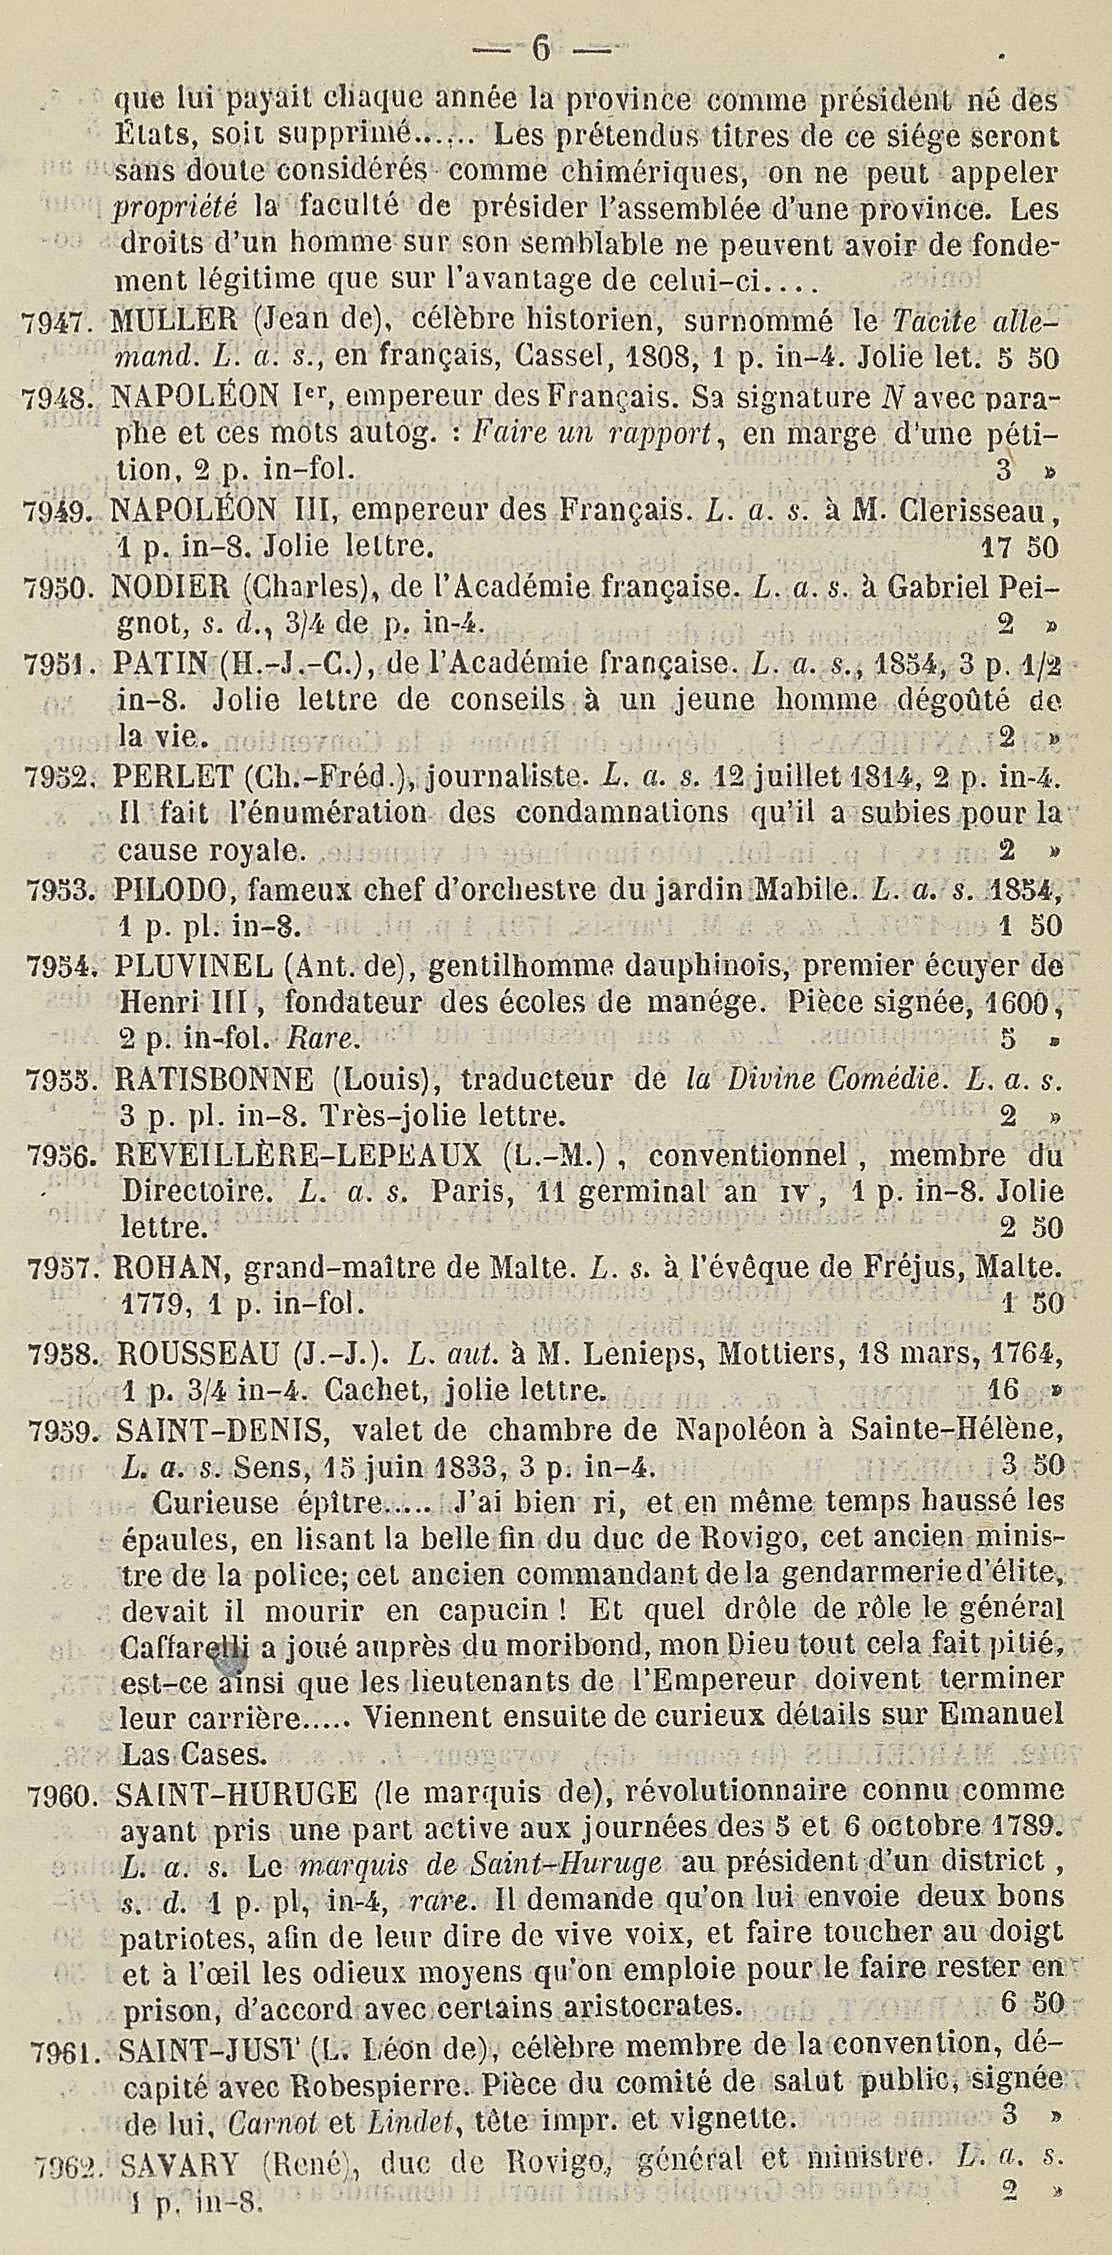 — 6 —
que lui payait chaque année la province comme président né des
États, soit supprimé...... Les prétendus titres de ce siége seront
sans doute considérés comme chimériques, on ne peut appeler
propriété la faculté de présider l'assemblée d'une province. Les
droits d'un homme sur son semblable ne peuvent avoir de fonde-
ment légitime que sur l'avantage de celui-ci....
7947. MULLER (Jean de), célèbre historien, surnommé le Tacite alle-
mand. L. a. s., en français, Cassel, 1808, 1 p. in-4. Jolie let. 5 50
7948. NAPOLÉON Ier, empereur des Français. Sa signature N avec para-
phe et ces mots autog. : Faire un rapport, en marge d'une péti-
tion, 2 p. in-fol. 3 »
7949. NAPOLÉON III, empereur des Français. L. a. s. à M. Clerisseau,
1 p. in-8. Jolie lettre. 17 50
7950. NODIER (Charles), de l'Académie française. L. a. s. à Gabriel Pei-
gnot, s. d., 3/4 de p. in-4. 2 »
7951. PATIN (H.-J.-C.), de l'Académie française. L. a. s., 1854, 3 p. 1/2
in-8. Jolie lettre de conseils à un jeune homme dégoûté de
la vie. 2 »
7952. PERLET (Ch.-Fréd.), journaliste. L. a. s. 12 juillet 1814, 2 p. in-4.
Il fait l'énumération des condamnations qu'il a subies pour la
cause royale. 2 »
7953. PILODO, fameux chef d'orchestre du jardin Mabile. L. a. s. 1854,
1 p. pl. in-8. 1 50
7954. PLUVINEL (Ant. de), gentilhomme dauphinois, premier écuyer de
Henri III, fondateur des écoles de manége. Pièce signée, 1600,
2 p. in-fol. Rare. 5 »
7955. RATISBONNE (Louis), traducteur de la Divine Comédie. L. a. s.
3 p. pl. in-8. Très-jolie lettre. 2 »
7956. REVEILLÈRE-LEPEAUX (L.-M.), conventionnel, membre du
Directoire. L. a. s. Paris, 11 germinal an IV, 1 p. in-8. Jolie
lettre. 2 50
7957. ROHAN, grand-maître de Malte. L. s. à l'évêque de Fréjus, Malte.
1779, 1 p. in-fol. 1 50
7958. ROUSSEAU (J.-J.). L. aut. à M. Lenieps, Mottiers, 18 mars, 1764,
1 p. 3/4 in-4. Cachet, jolie lettre. 16 »
7959. SAINT-DENIS, valet de chambre de Napoléon à Sainte-Hélène,
L. a. s. Sens, 15 juin 1833, 3 p. in-4. 3 50
Curieuse épître..... J'ai bien ri, et en même temps haussé les
épaules, en lisant la belle fin du duc de Rovigo, cet ancien minis-
tre de la police; cet ancien commandant de la gendarmerie d'élite,
devait il mourir en capucin ! Et quel drôle de rôle le général
Caffarelli a joué auprès du moribond, mon Dieu tout cela fait pitié,
est-ce ainsi que les lieutenants de l'Empereur doivent terminer
leur carrière..... Viennent ensuite de curieux détails sur Emanuel
Las Cases.
7960. SAINT-HURUGE (le marquis de), révolutionnaire connu comme
ayant pris une part active aux journées des 5 et 6 octobre 1789.
L. a. s. Le marquis de Saint-Huruge au président d'un district,
s. d. 1 p. pl, in-4, rare. Il demande qu'on lui envoie deux bons
patriotes, afin de leur dire de vive voix, et faire toucher au doigt
et à l'œil les odieux moyens qu'on emploie pour le faire rester en
prison, d'accord avec certains aristocrates. 6 50
7961. SAINT-JUST (L. Léon de), célèbre membre de la convention, dé-
capité avec Robespierre. Pièce du comité de salut public, signée
de lui, Carnot et Lindet, tête impr. et vignette. 3 »
7962. SAVARY (René), duc de Rovigo, général et ministre. L. a. s.
1 p. in-8. 2 »